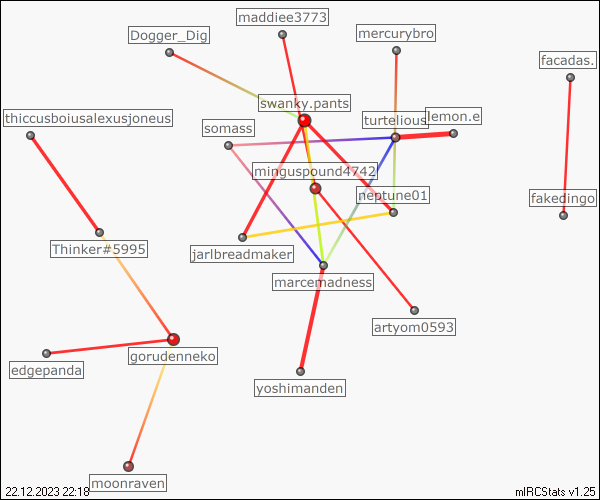 maddiee3773
Dogger_Dig
mercurybro
facadas.
swanky.pants
thiccusboiusalexusjoneus
turtelious
lemon.e
somass
minguspound4742
neptune01
fakedingo
Thinker#5995
jarlbreadmaker
marcemadness
artyom0593
gorudenneko
edgepanda
yoshimanden
moonraven
22.12.2023 22:18
mIRCStats v1.25